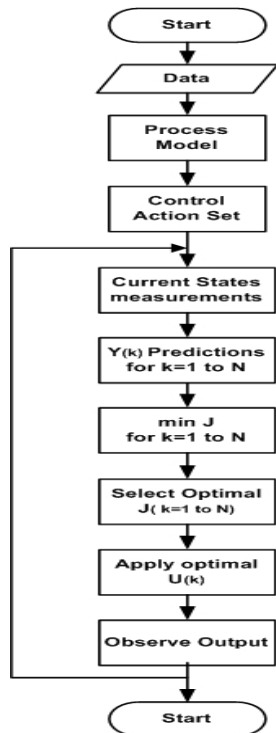 Start
Data
Process
Model
Control
Action Set
Current States
measurements
Y(k) Predictions
for k=1 to N
min J
for k=1 to N
Select Optimal
J( k=1 to N)
Apply optimal
U(k)
Observe Output
Start